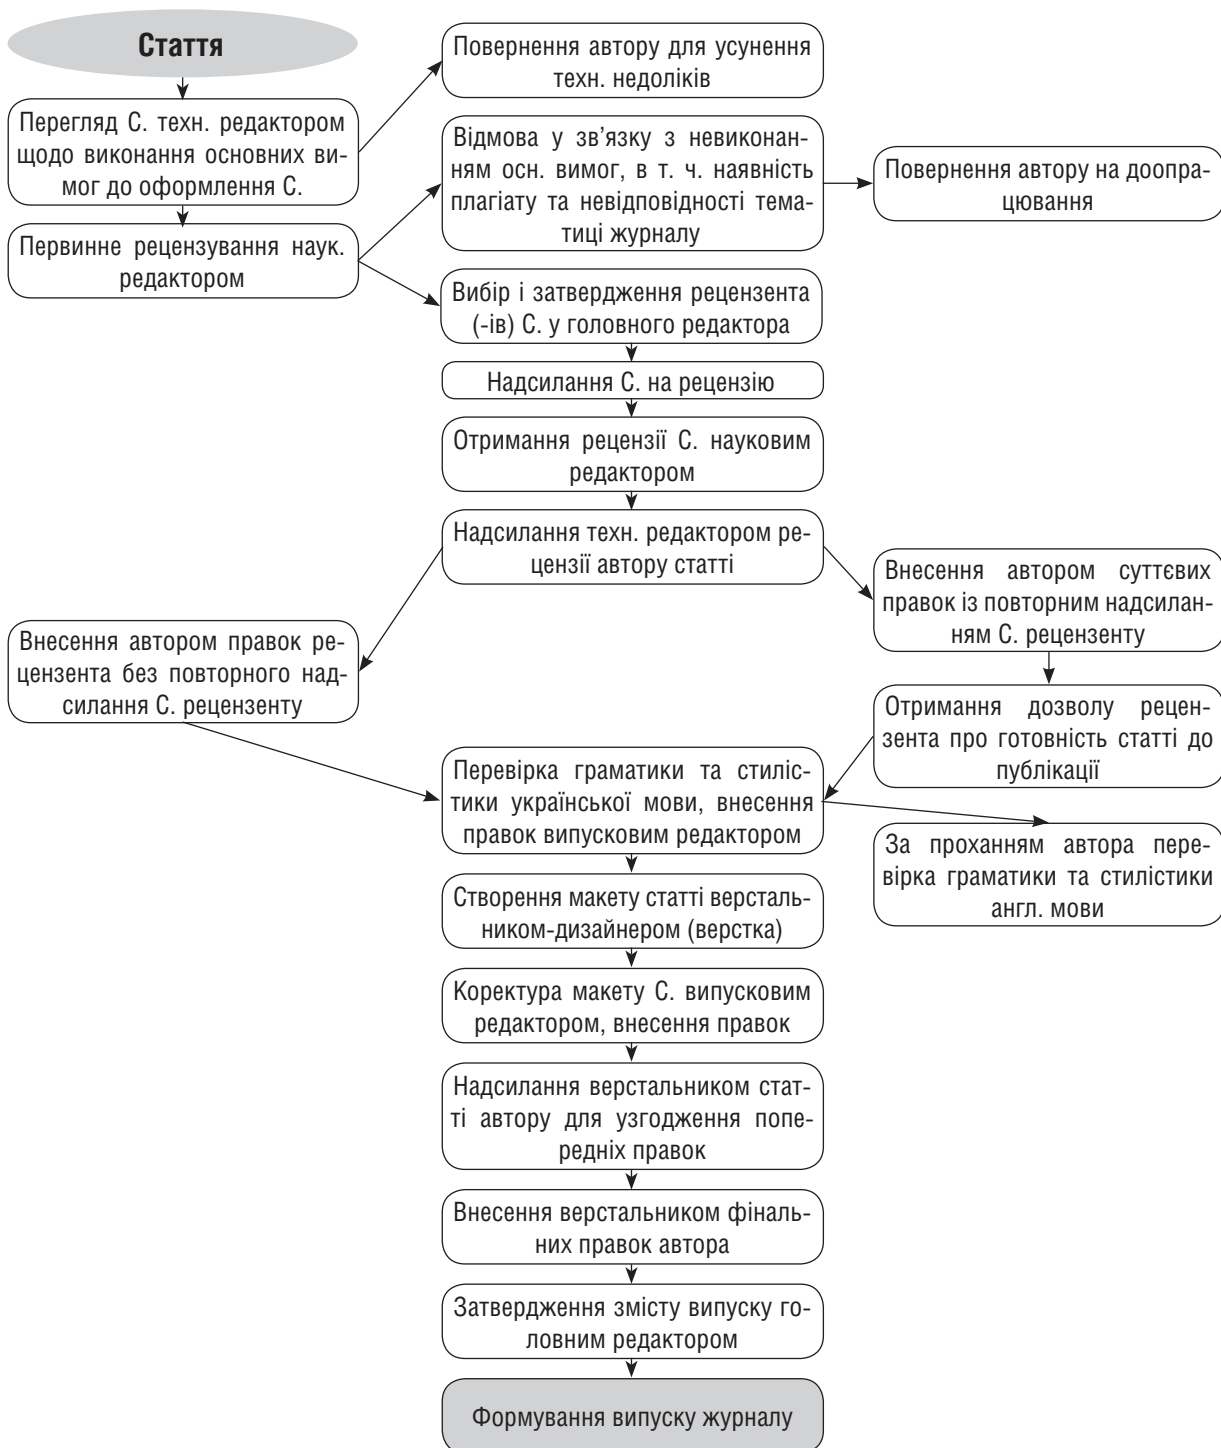 Стаття
Повернення автору для усунення
техн. недоліків
Перегляд С. техн. редактором
щодо виконання основних ви-
мог до оформлення С.
Відмова у зв’язку з невиконан-
ням осн. вимог, в т. ч. наявність
плагіату та невідповідності тема-
тиці журналу
Повернення автору на доопра-
цювання
Первинне рецензування наук.
редактором
Вибір і затвердження рецензента
(-ів) С. у головного редактора
Надсилання С. на рецензію
Отримання рецензії С. науковим
редактором
Надсилання техн. редактором ре-
цензії автору статті
Внесення автором суттєвих
правок із повторним надсилан-
ням С. рецензенту
Внесення автором правок ре-
цензента без повторного над-
силання С. рецензенту
Отримання дозволу рецен-
зента про готовність статті до
публікації
Перевірка граматики та стиліс-
тики української мови, внесення
правок випусковим редактором
За проханням автора пере-
вірка граматики та стилістики
англ. мови
Створення макету статті верста­ль-
ником-дизайнером (верстка)
Коректура макету С. випусковим
редактором, внесення правок
Надсилання верстальником стат-
ті автору для узгодження попе-
редніх правок
Внесення верстальником фіналь-
них правок автора
Затвердження змісту випуску го-
ловним редактором
Формування випуску журналу